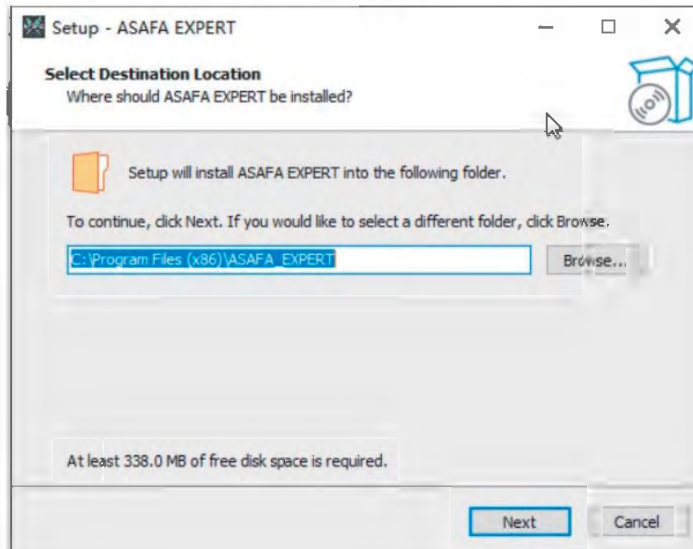 Setup - ASAFA EXPERT
Select Destination Location
Where should ASAFA EXPERT be installed?
Setup will install ASAFA EXPERT into the following folder.
To continue, click Next. If you would like to select a different folder, click Browse.
C:\Program Files (x86)\ASAFA_EXPERT
Browse...
At least 338.0 MB of free disk space is required.
Next
Cancel